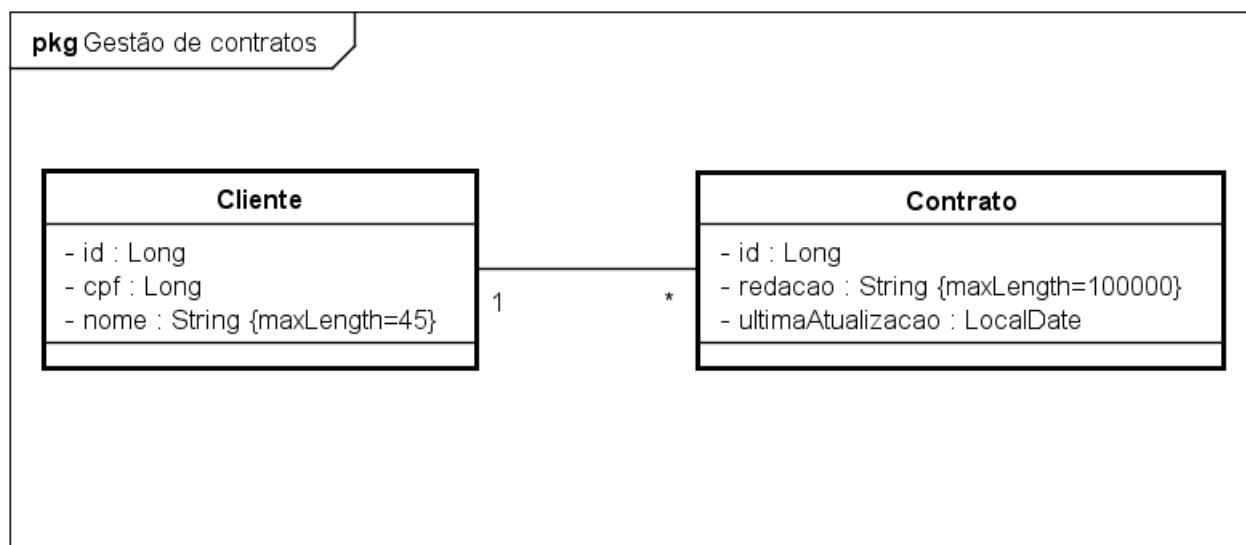 pkg Gestão de contratos
Cliente
- id : Long
- cpf : Long
- nome : String {maxLength=45}
1
*
Contrato
- id : Long
- redacao : String {maxLength=100000}
- ultimaAtualizacao : LocalDate